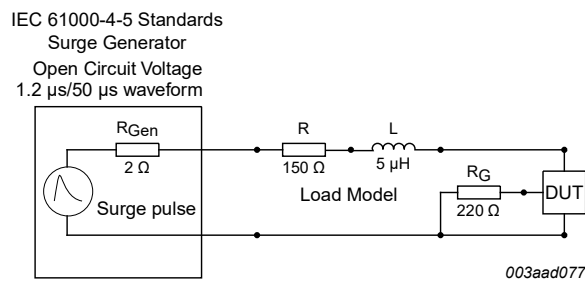 IEC 61000-4-5 Standards
Surge Generator
Open Circuit Voltage
1.2 μs/50 μs waveform
RGen
2 Ω
Surge pulse
R
150 Ω
L
5 μH
Load Model
RG
220 Ω
DUT
003aad077